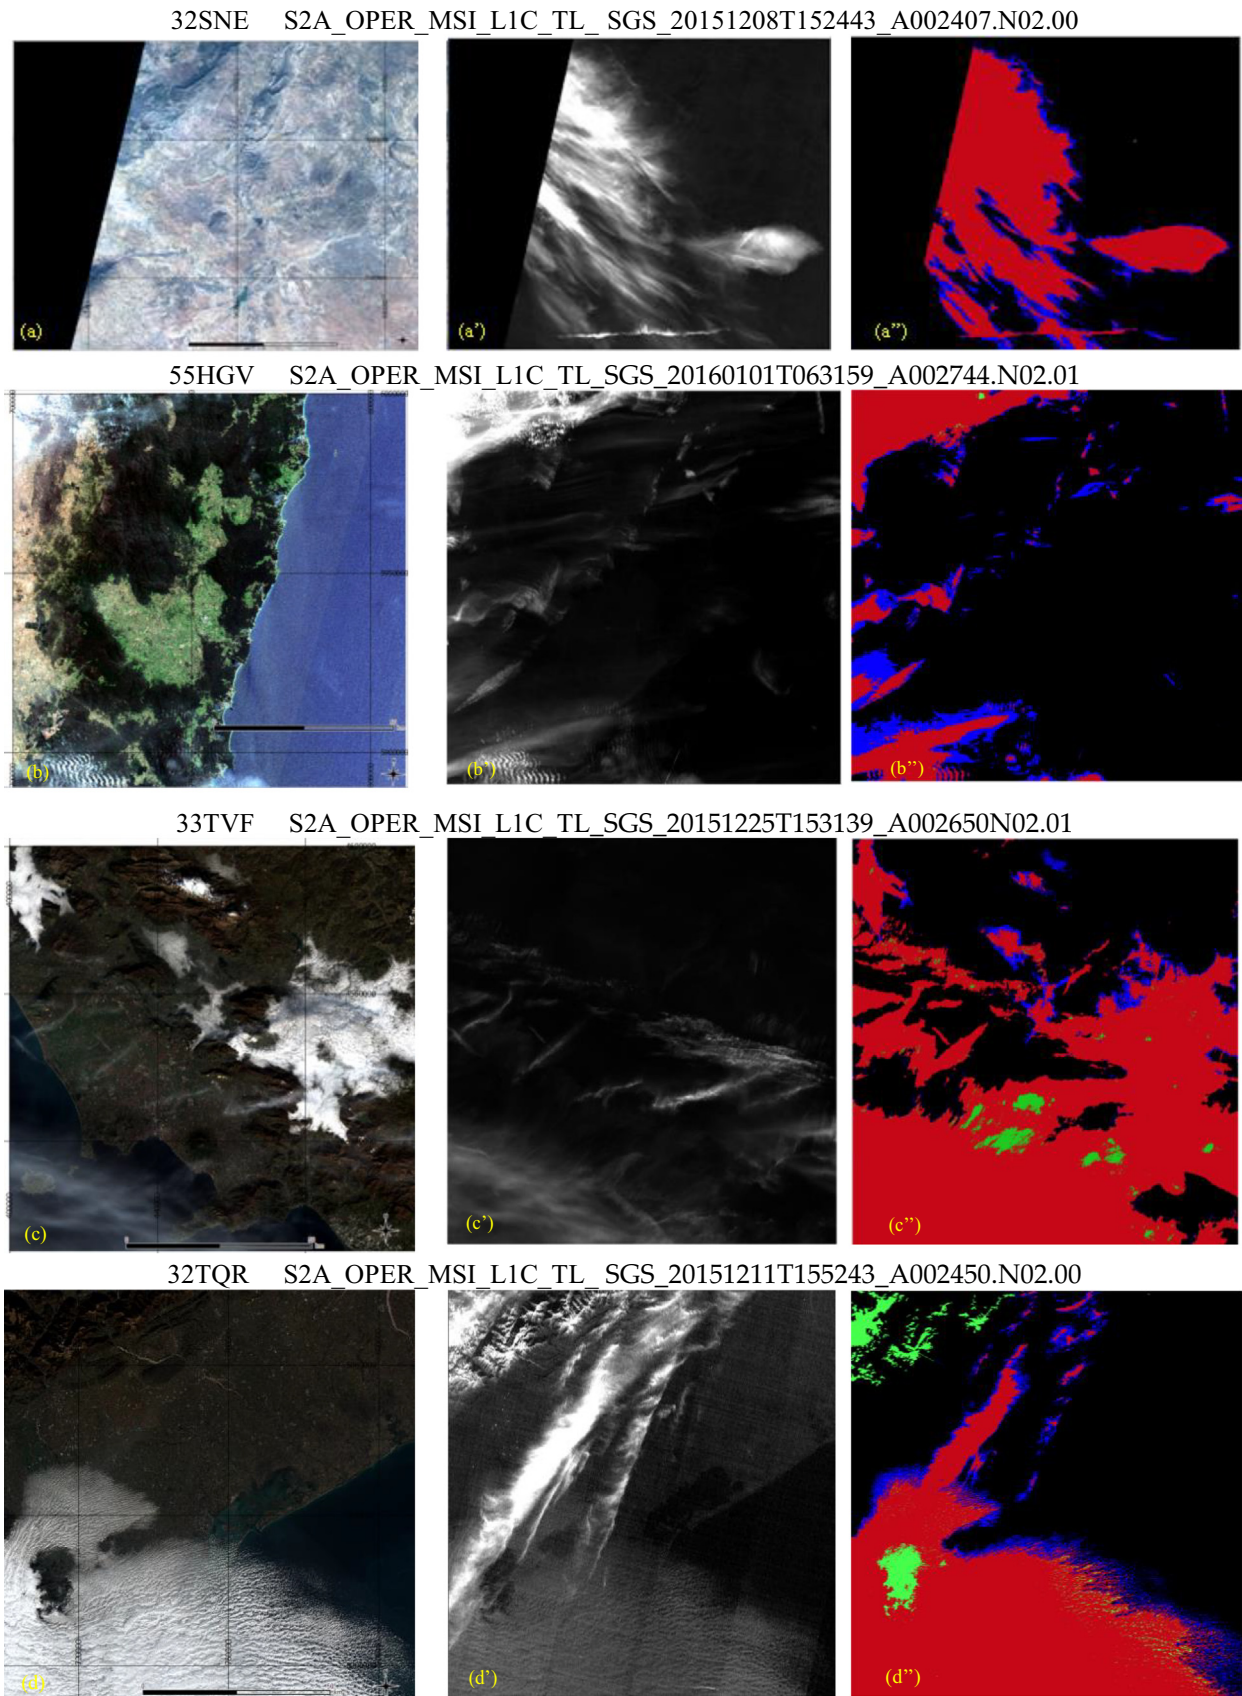 32SNE S2A_OPER_MSI_L1C_TL_ SGS_20151208T152443_A002407.N02.00
(a) (a') (a'')
55HGV S2A_OPER_MSI_L1C_TL_SGS_20160101T063159_A002744.N02.01
(b) (b') (b'')
33TVF S2A_OPER_MSI_L1C_TL_SGS_20151225T153139_A002650N02.01
(c) (c') (c'')
32TQR S2A_OPER_MSI_L1C_TL_ SGS_20151211T155243_A002450.N02.00
(d) (d') (d'')